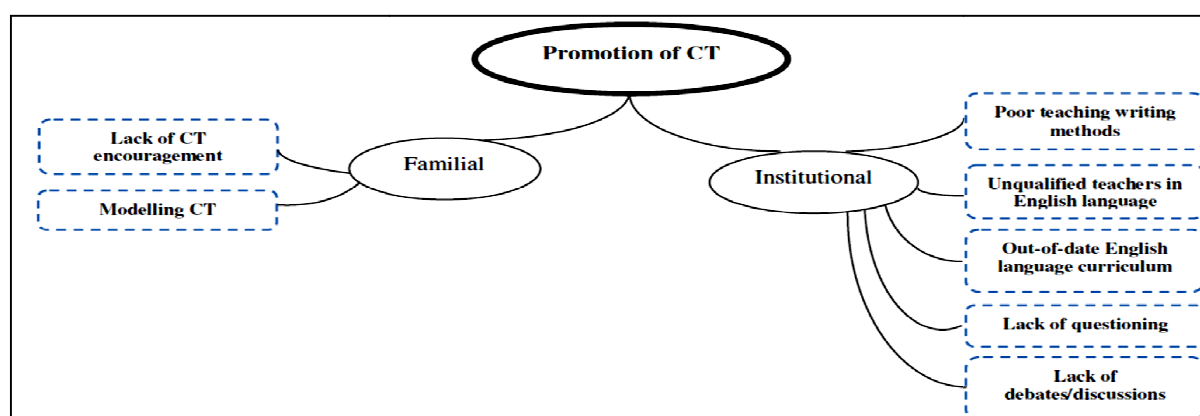 Promotion of CT
Lack of CT
encouragement
Familial
Modelling CT
Institutional
Poor teaching writing
methods
Unqualified teachers in
English language
Out-of-date English
language curriculum
Lack of questioning
Lack of
debates/discussions